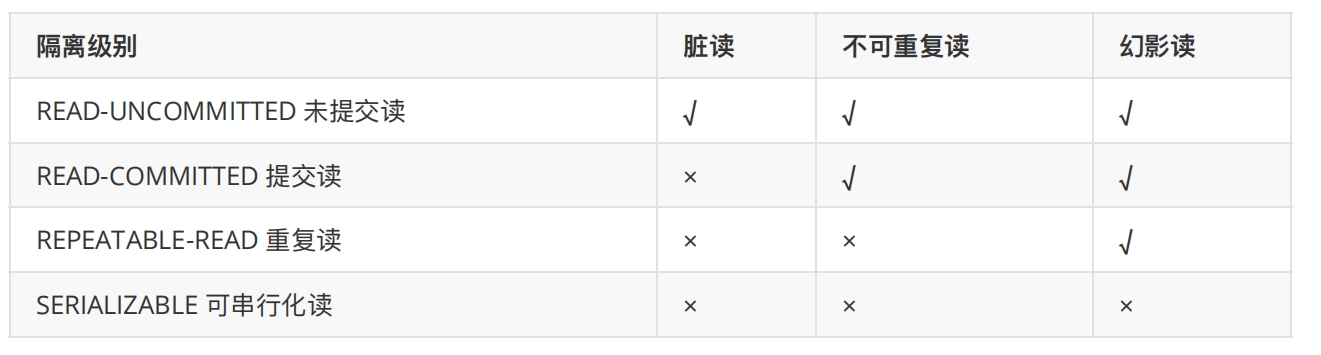 隔离级别 脏读 不可重复读 幻影读
READ-UNCOMMITTED 未提交读 √ √ √
READ-COMMITTED 提交读 × √ √
REPEATABLE-READ 重复读 × × √
SERIALIZABLE 可串行化读 × × ×